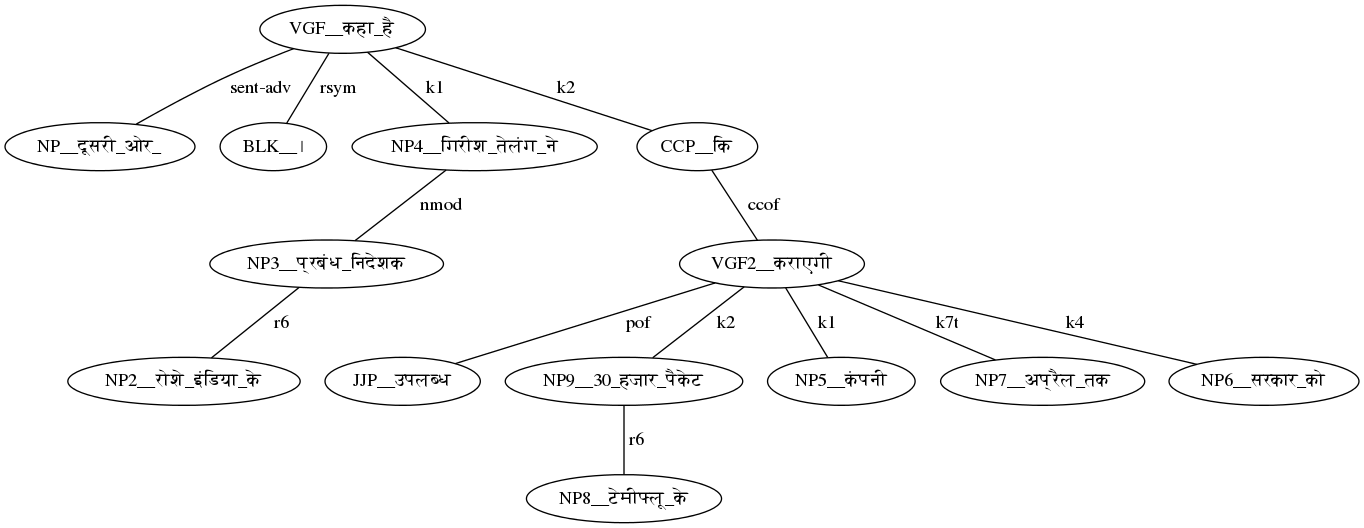 VGF__कहा_है
sent-adv rsym k1 k2
NP__दूसरी_ओर_ BLK__। NP4__गिरीश_तेलंग_ने CCP__कि
nmod ccof
NP3__प्रबंध_निदेशक VGF2__कराएगी
r6 pof k2 k1 k7t k4
NP2__रोशे_इंडिया_के JJP__उपलब्ध NP9__30_हजार_पैकेट NP5__कंपनी NP7__अप्रैल_तक NP6__सरकार_को
r6
NP8__टेमीफ्लू_के